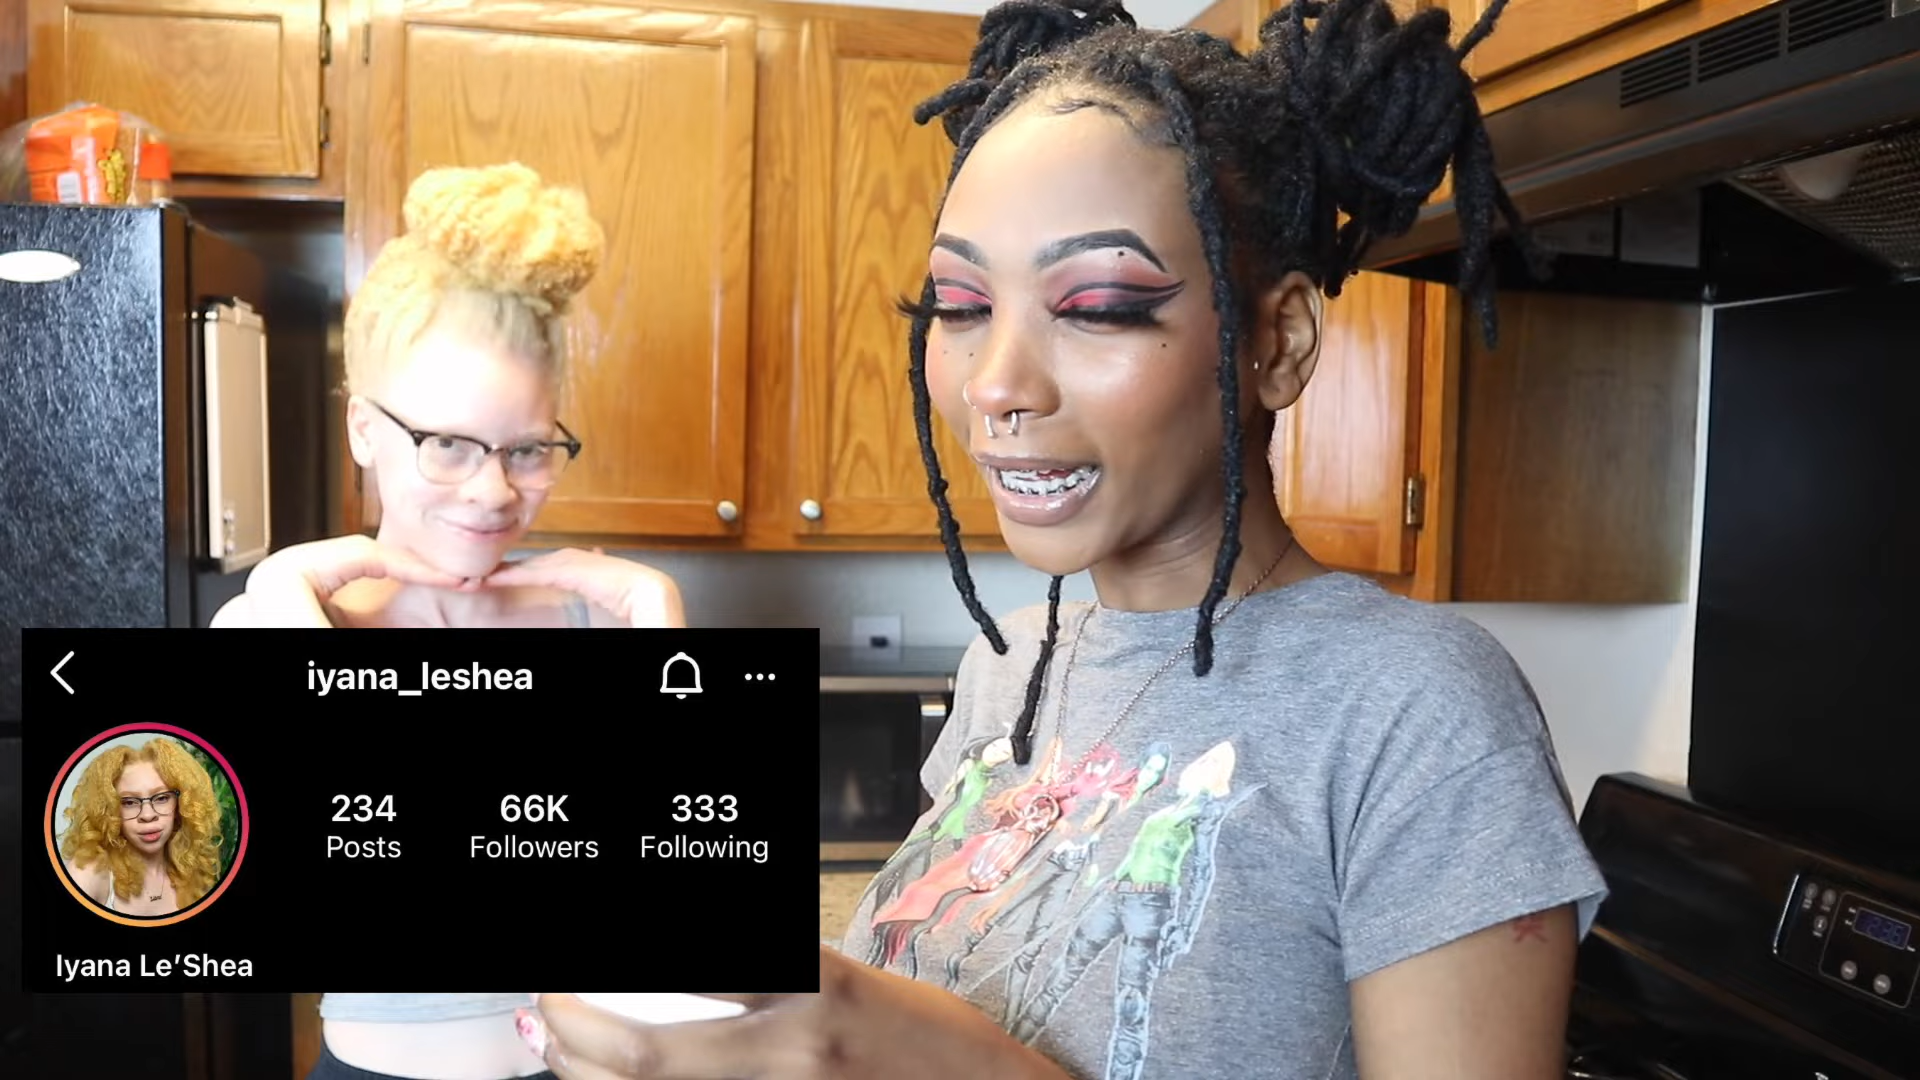 iyana_leshea
234 66K 333
Posts Followers Following
Iyana Le’Shea